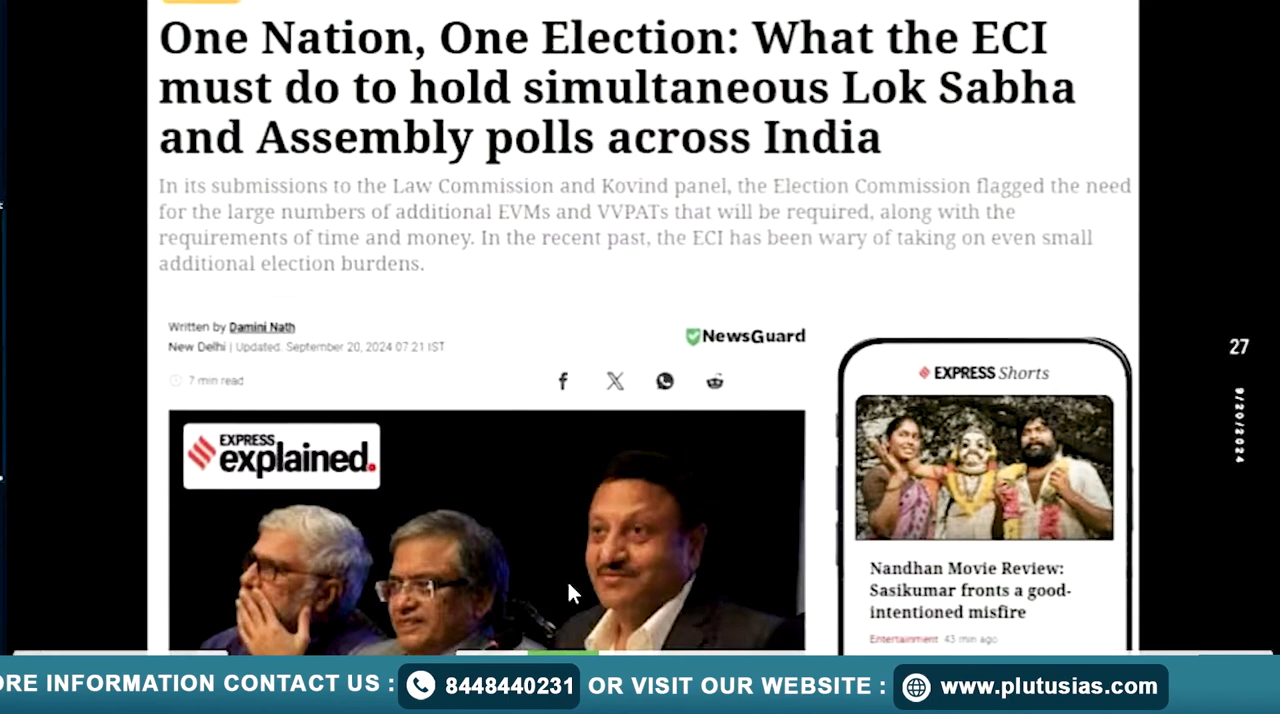 One Nation, One Election: What the ECI
must do to hold simultaneous Lok Sabha
and Assembly polls across India
In its submissions to the Law Commission and Kovind panel, the Election Commission flagged the need
for the large numbers of additional EVMs and VVPATs that will be required, along with the
requirements of time and money. In the recent past, the ECI has been wary of taking on even small
additional election burdens.
Written by Damini Nath
New Delhi | Updated: September 20, 2024 07:21 IST
NewsGuard
7 min read
EXPRESS
explained.
EXPRESS Shorts
Nandhan Movie Review:
Sasikumar fronts a good-
intentioned misfire
Entertainment 43 min ago
27
9/20/2024
ORE INFORMATION CONTACT US : 8448440231 OR VISIT OUR WEBSITE : www.plutusias.com